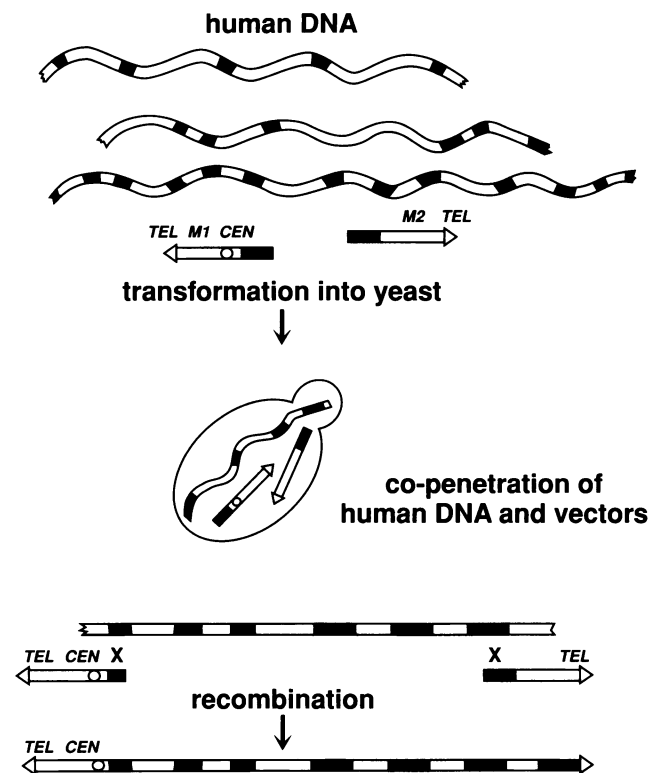 human DNA
TEL M1 CEN
M2 TEL
transformation into yeast
co-penetration of
human DNA and vectors
TEL CEN X
X TEL
recombination
TEL CEN